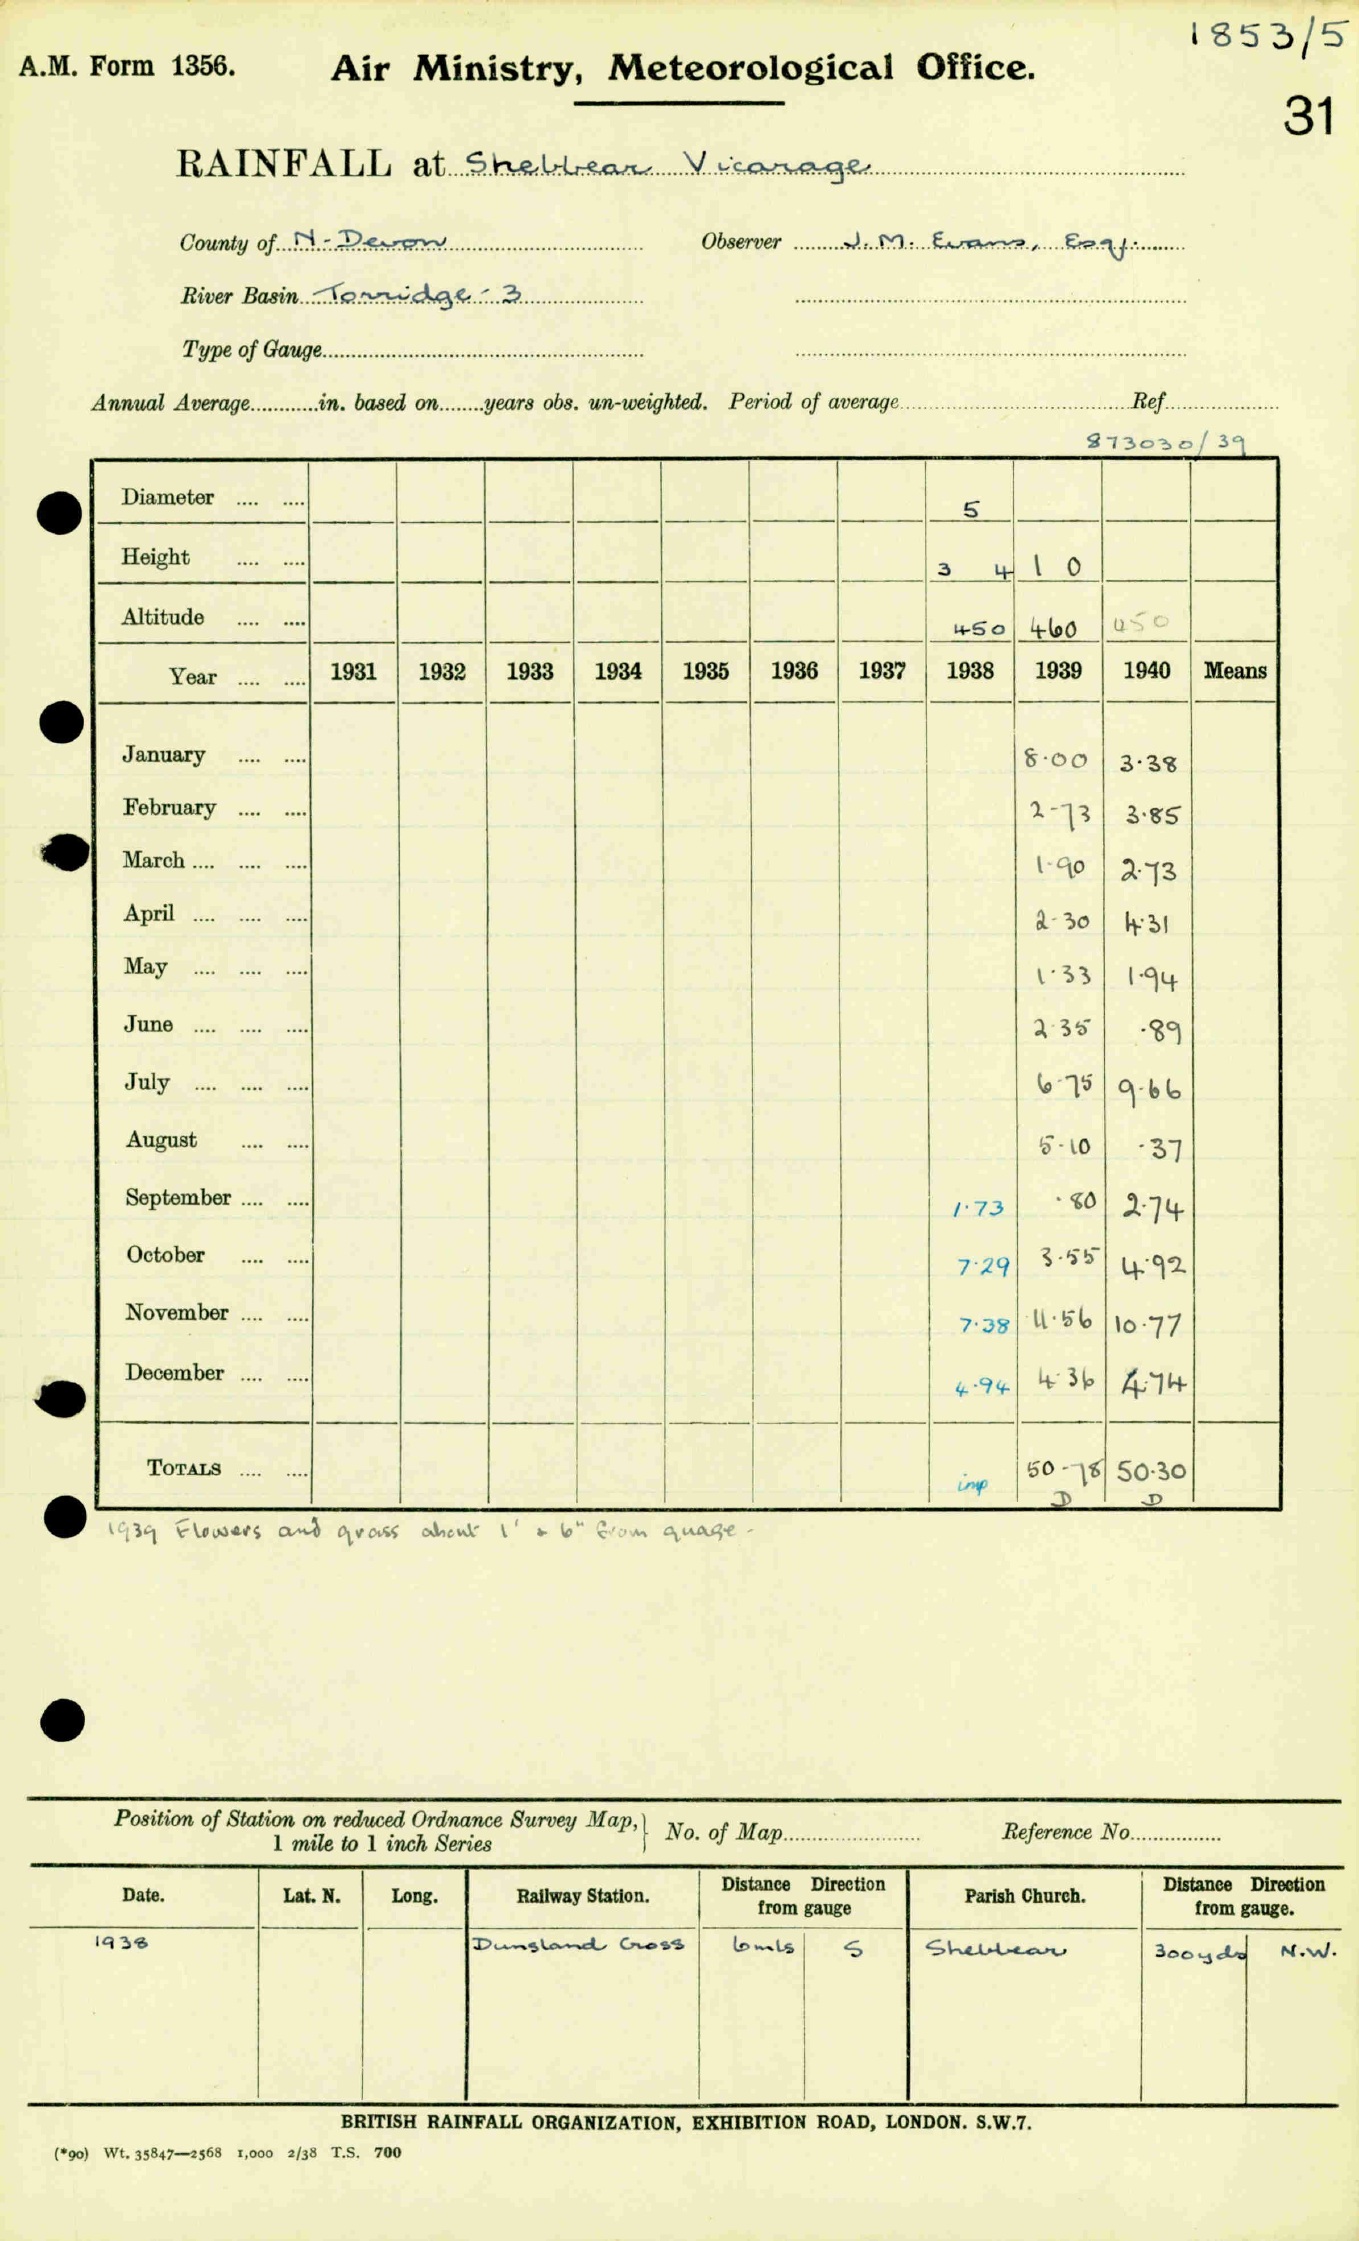 1853/5
A.M. Form 1356. Air Ministry, Meteorological Office.
31
RAINFALL at Shebbear Vicarage
County of N-Devon Observer J. M. Evans, Esq.
River Basin Torridge - 3
Type of Gauge
Annual Average in. based on years obs. un-weighted. Period of average Ref.
873030/39
Diameter 5
Height 3 4 1 0
Altitude 450 460 450
Year 1931 1932 1933 1934 1935 1936 1937 1938 1939 1940 Means
January 8.00 3.38
February 2.73 3.85
March 1.90 2.73
April 2.30 4.31
May 1.33 1.94
June 2.35 .89
July 6.75 9.66
August 5.10 .37
September 1.73 .80 2.74
October 7.29 3.55 4.92
November 7.38 11.56 10.77
December 4.94 4.36 4.74
TOTALS imp 50.78 50.30
D D
1939 Flowers and grass about 1' & 6" from guage -
Position of Station on reduced Ordnance Survey Map, No. of Map Reference No.
1 mile to 1 inch Series
Date. Lat. N. Long. Railway Station. Distance Direction from gauge Parish Church. Distance Direction from gauge.
1938 Dunsland Cross 6 mls S Shebbear 300 yds N.W.
BRITISH RAINFALL ORGANIZATION, EXHIBITION ROAD, LONDON. S.W.7.
(*90) Wt. 35847—2568 1,000 2/38 T.S. 700